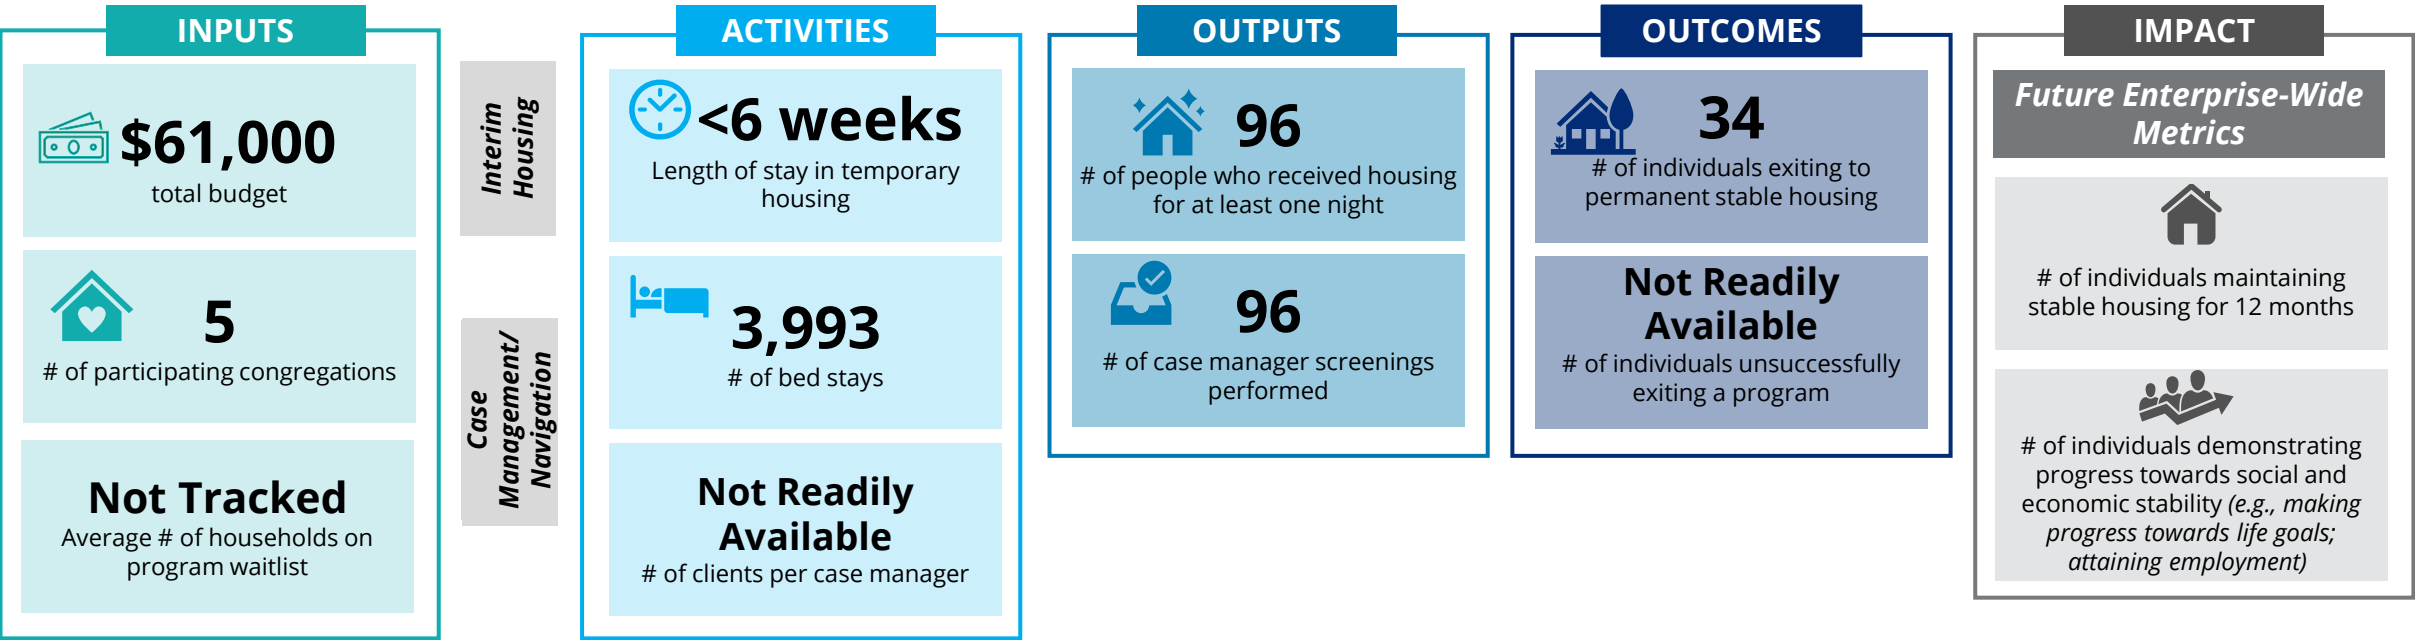 INPUTS
$61,000
total budget
5
# of participating congregations
Not Tracked
Average # of households on
program waitlist
Interim
Housing
Case
Management/
Navigation
ACTIVITIES
<6 weeks
Length of stay in temporary
housing
3,993
# of bed stays
Not Readily
Available
# of clients per case manager
OUTPUTS
96
# of people who received housing
for at least one night
96
# of case manager screenings
performed
OUTCOMES
34
# of individuals exiting to
permanent stable housing
Not Readily
Available
# of individuals unsuccessfully
exiting a program
IMPACT
Future Enterprise-Wide
Metrics
# of individuals maintaining
stable housing for 12 months
# of individuals demonstrating
progress towards social and
economic stability (e.g., making
progress towards life goals;
attaining employment)